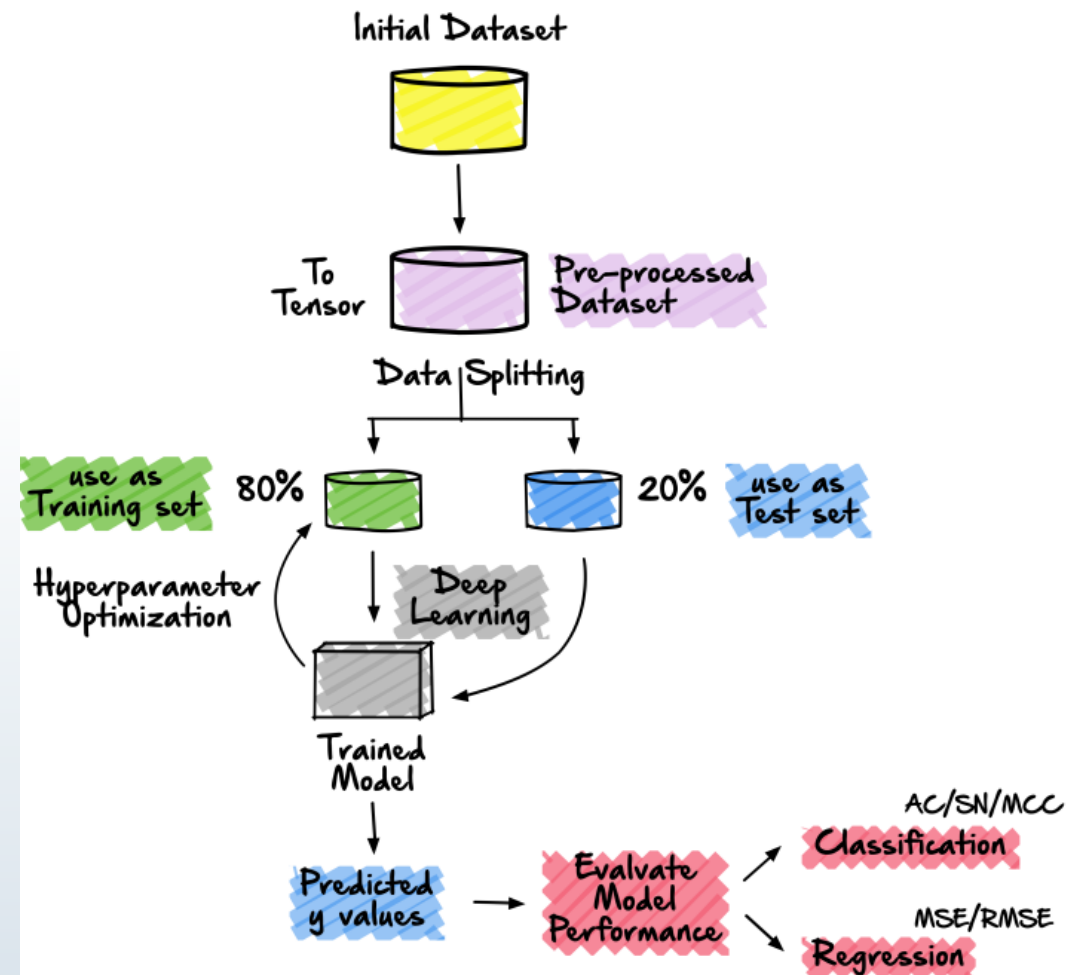 Initial Dataset
To
Tensor
Pre-processed
Dataset
Data Splitting
use as
Training set
80%
20%
use as
Test set
Hyperparameter
Optimization
Deep
Learning
Trained
Model
Predicted
y values
Evalvate
Model
Performance
AC/SN/MCC
Classification
MSE/RMSE
Regression